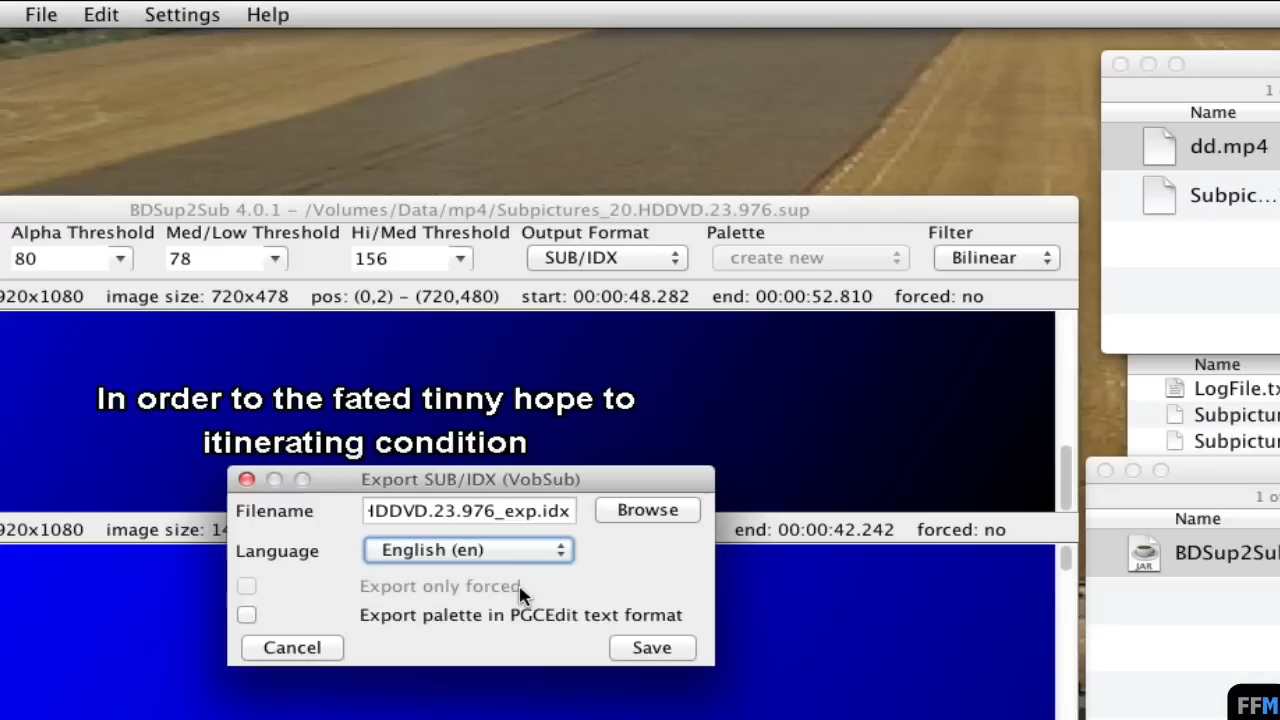 File Edit Settings Help
1
Name
dd.mp4
Subpic...
BDSup2Sub 4.0.1 – /Volumes/Data/mp4/Subpictures_20.HDDVD.23.976.sup
Alpha Threshold Med/Low Threshold Hi/Med Threshold Output Format Palette Filter
80 78 156 SUB/IDX create new Bilinear
920x1080 image size: 720x478 pos: (0,2) – (720,480) start: 00:00:48.282 end: 00:00:52.810 forced: no
In order to the fated tinny hope to
itinerating condition
Name
LogFile.tx
Subpictur
Subpictur
Export SUB/IDX (VobSub)
Filename HDDVD.23.976_exp.idx Browse
Language English (en)
Export only forced
Export palette in PGCEdit text format
Cancel Save
920x1080 image size: 14 end: 00:00:42.242 forced: no
1 o
Name
BDSup2Su
JAR
FFM